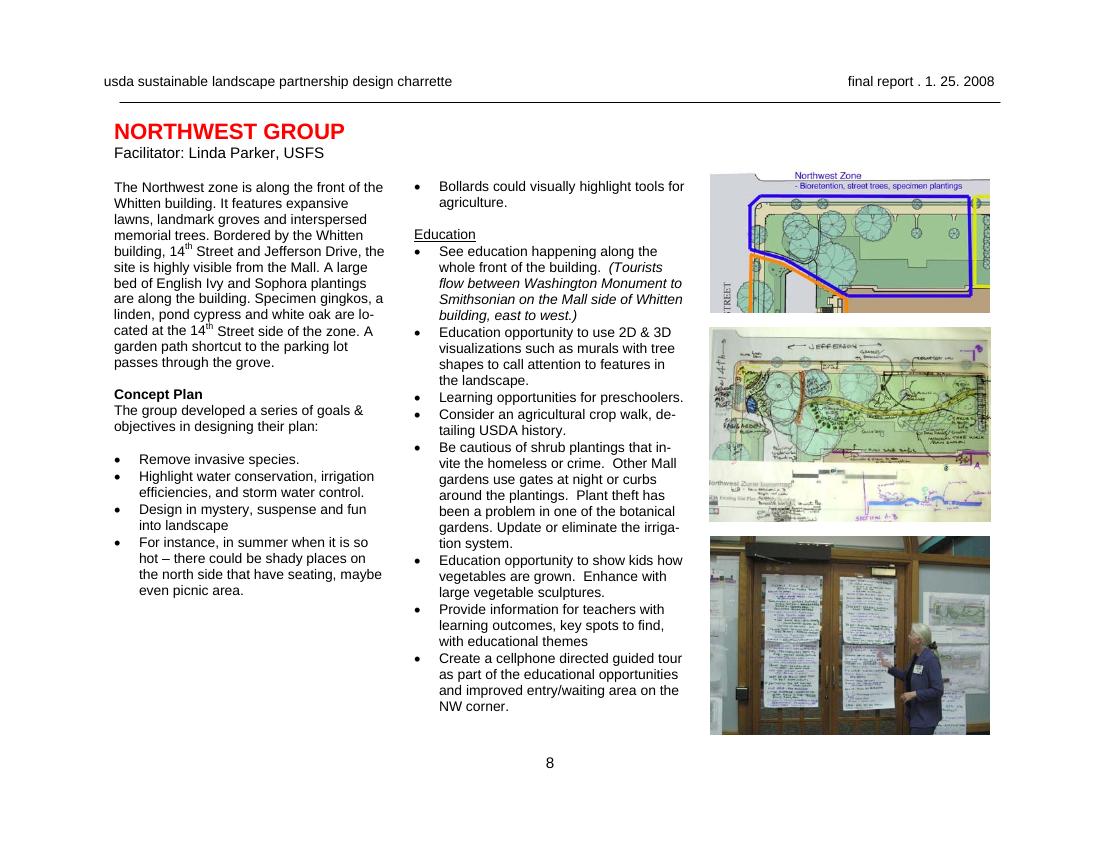 usda sustainable landscape partnership design charrette
final report . 1. 25. 2008
NORTHWEST GROUP
Facilitator: Linda Parker, USFS
The Northwest zone is along the front of the
Whitten building. It features expansive
lawns, landmark groves and interspersed
memorial trees. Bordered by the Whitten
building, 14th Street and Jefferson Drive, the
site is highly visible from the Mall. A large
bed of English Ivy and Sophora plantings
are along the building. Specimen gingkos, a
linden, pond cypress and white oak are lo-
cated at the 14th Street side of the zone. A
garden path shortcut to the parking lot
passes through the grove.
Concept Plan
The group developed a series of goals &
objectives in designing their plan:
• Remove invasive species.
• Highlight water conservation, irrigation
efficiencies, and storm water control.
• Design in mystery, suspense and fun
into landscape
• For instance, in summer when it is so
hot – there could be shady places on
the north side that have seating, maybe
even picnic area.
• Bollards could visually highlight tools for
agriculture.
Education
• See education happening along the
whole front of the building. (Tourists
flow between Washington Monument to
Smithsonian on the Mall side of Whitten
building, east to west.)
• Education opportunity to use 2D & 3D
visualizations such as murals with tree
shapes to call attention to features in
the landscape.
• Learning opportunities for preschoolers.
• Consider an agricultural crop walk, de-
tailing USDA history.
• Be cautious of shrub plantings that in-
vite the homeless or crime. Other Mall
gardens use gates at night or curbs
around the plantings. Plant theft has
been a problem in one of the botanical
gardens. Update or eliminate the irriga-
tion system.
• Education opportunity to show kids how
vegetables are grown. Enhance with
large vegetable sculptures.
• Provide information for teachers with
learning outcomes, key spots to find,
with educational themes
• Create a cellphone directed guided tour
as part of the educational opportunities
and improved entry/waiting area on the
NW corner.
Northwest Zone
- Bioretention, street trees, specimen plantings
STREET
JEFFERSON
14th
Northwest Zone
SECTION A-B
8